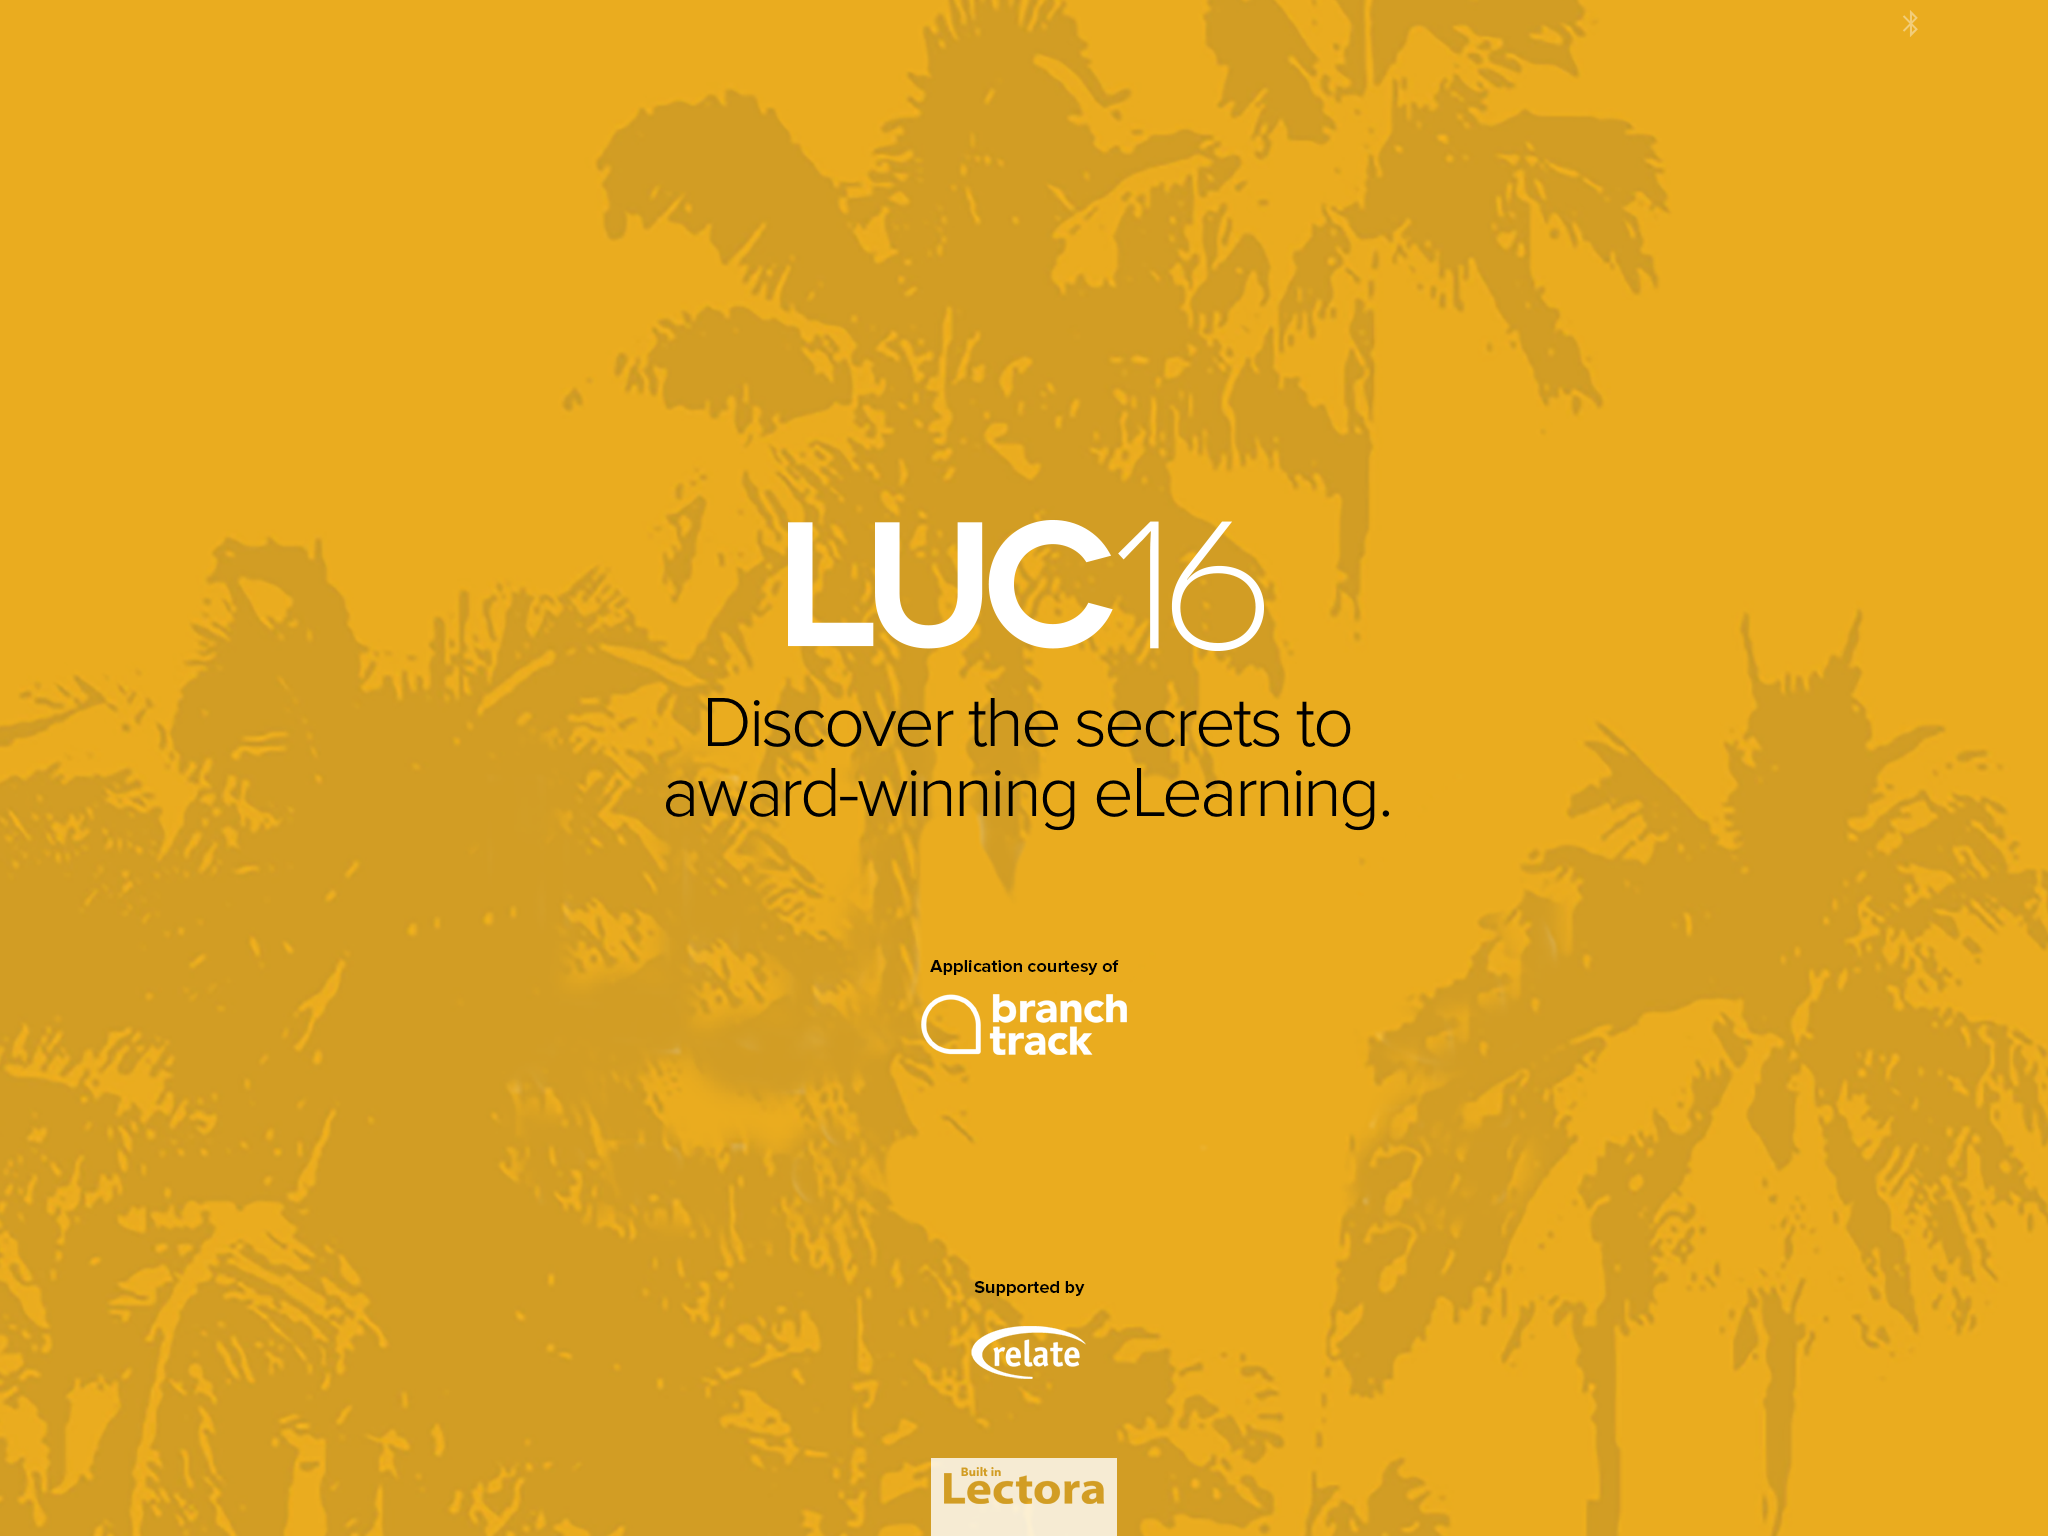 LUC16
Discover the secrets to
award-winning eLearning.
Application courtesy of
branch
track
Supported by
relate
Built in
Lectora